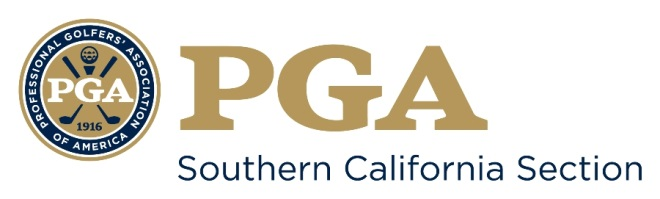 PROFESSIONAL GOLFERS' ASSOCIATION
PGA
1916
OF AMERICA
PGA
Southern California Section